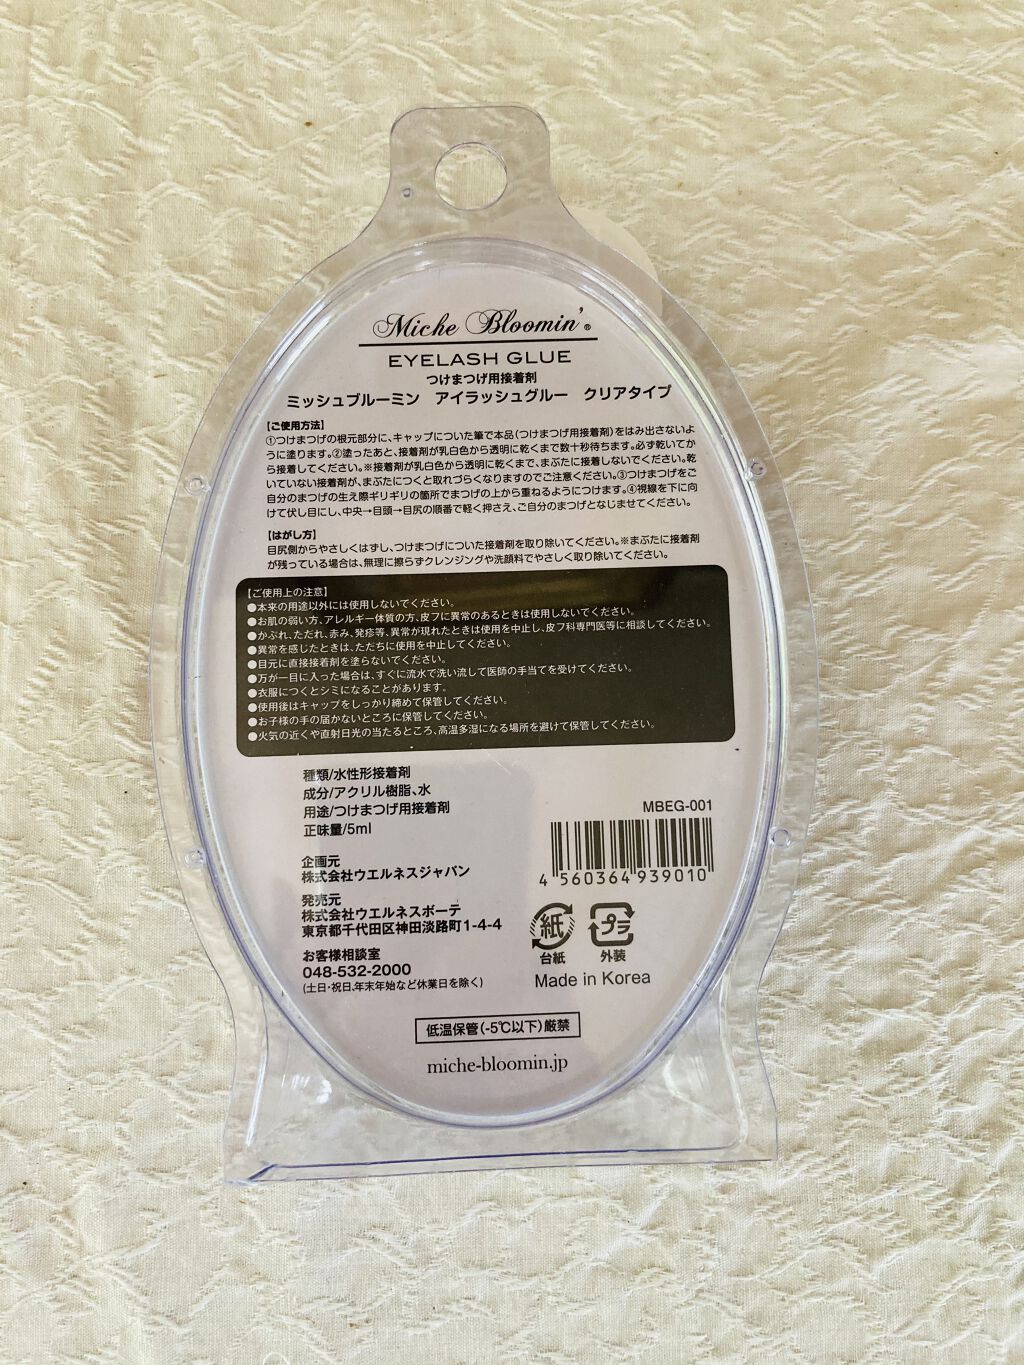 Miche Bloomin'®
EYELASH GLUE
つけまつげ用接着剤
ミッシュブルーミン アイラッシュグルー クリアタイプ
【ご使用方法】
①つけまつげの根元部分に、キャップについた筆で本品(つけまつげ用接着剤)をはみ出さないよ
うに塗ります。②塗ったあと、接着剤が乳白色から透明に乾くまで数十秒待ちます。必ず乾いてか
ら接着してください。※接着剤が乳白色から透明に乾くまで、まぶたに接着しないでください。乾
いていない接着剤が、まぶたにつくと取れづらくなりますのでご注意ください。③つけまつげをご
自分のまつげの生え際ギリギリの箇所でまつげの上から重ねるようにつけます。④視線を下に向
けて伏し目にし、中央→目頭→目尻の順番で軽く押さえ、ご自分のまつげとなじませてください。
【はがし方】
目尻側からやさしくはずし、つけまつげについた接着剤を取り除いてください。※まぶたに接着剤
が残っている場合は、無理に擦らずクレンジングや洗顔料でやさしく取り除いてください。
【ご使用上の注意】
●本来の用途以外には使用しないでください。
●お肌の弱い方、アレルギー体質の方、皮フに異常のあるときは使用しないでください。
●かぶれ、ただれ、赤み、発疹等、異常が現れたときは使用を中止し、皮フ科専門医等に相談してください。
●異常を感じたときは、ただちに使用を中止してください。
●目元に直接接着剤を塗らないでください。
●万が一目に入った場合は、すぐに流水で洗い流して医師の手当てを受けてください。
●衣服につくとシミになることがあります。
●使用後はキャップをしっかり締めて保管してください。
●お子様の手の届かないところに保管してください。
●火気の近くや直射日光の当たるところ、高温多湿になる場所を避けて保管してください。
種類/水性形接着剤
成分/アクリル樹脂、水
用途/つけまつげ用接着剤
正味量/5ml
MBEG-001
4 560364 939010
企画元
株式会社ウエルネスジャパン
発売元
株式会社ウエルネスボーテ
東京都千代田区神田淡路町1-4-4
お客様相談室
048-532-2000
(土日・祝日、年末年始など休業日を除く)
紙 プラ
台紙 外装
Made in Korea
低温保管(-5℃以下)厳禁
miche-bloomin.jp